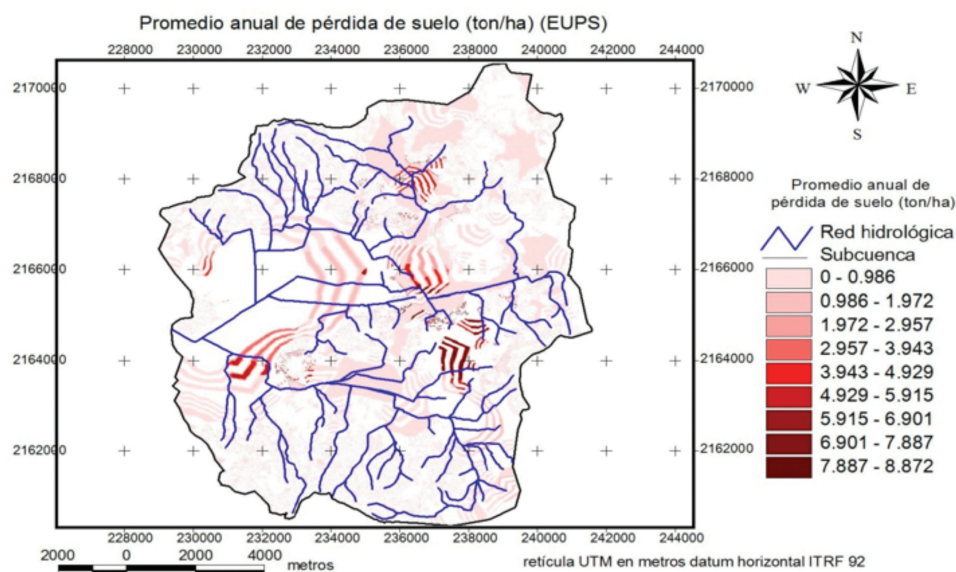 Promedio anual de pérdida de suelo (ton/ha) (EUPS)
228000 230000 232000 234000 236000 238000 240000 242000 244000
N
W E
S
2170000 2170000
2168000 2168000
2166000 2166000
2164000 2164000
2162000 2162000
228000 230000 232000 234000 236000 238000 240000 242000 244000
Promedio anual de
pérdida de suelo (ton/ha)
Red hidrológica
Subcuenca
0 - 0.986
0.986 - 1.972
1.972 - 2.957
2.957 - 3.943
3.943 - 4.929
4.929 - 5.915
5.915 - 6.901
6.901 - 7.887
7.887 - 8.872
2000 0 2000 4000
metros
retícula UTM en metros datum horizontal ITRF 92